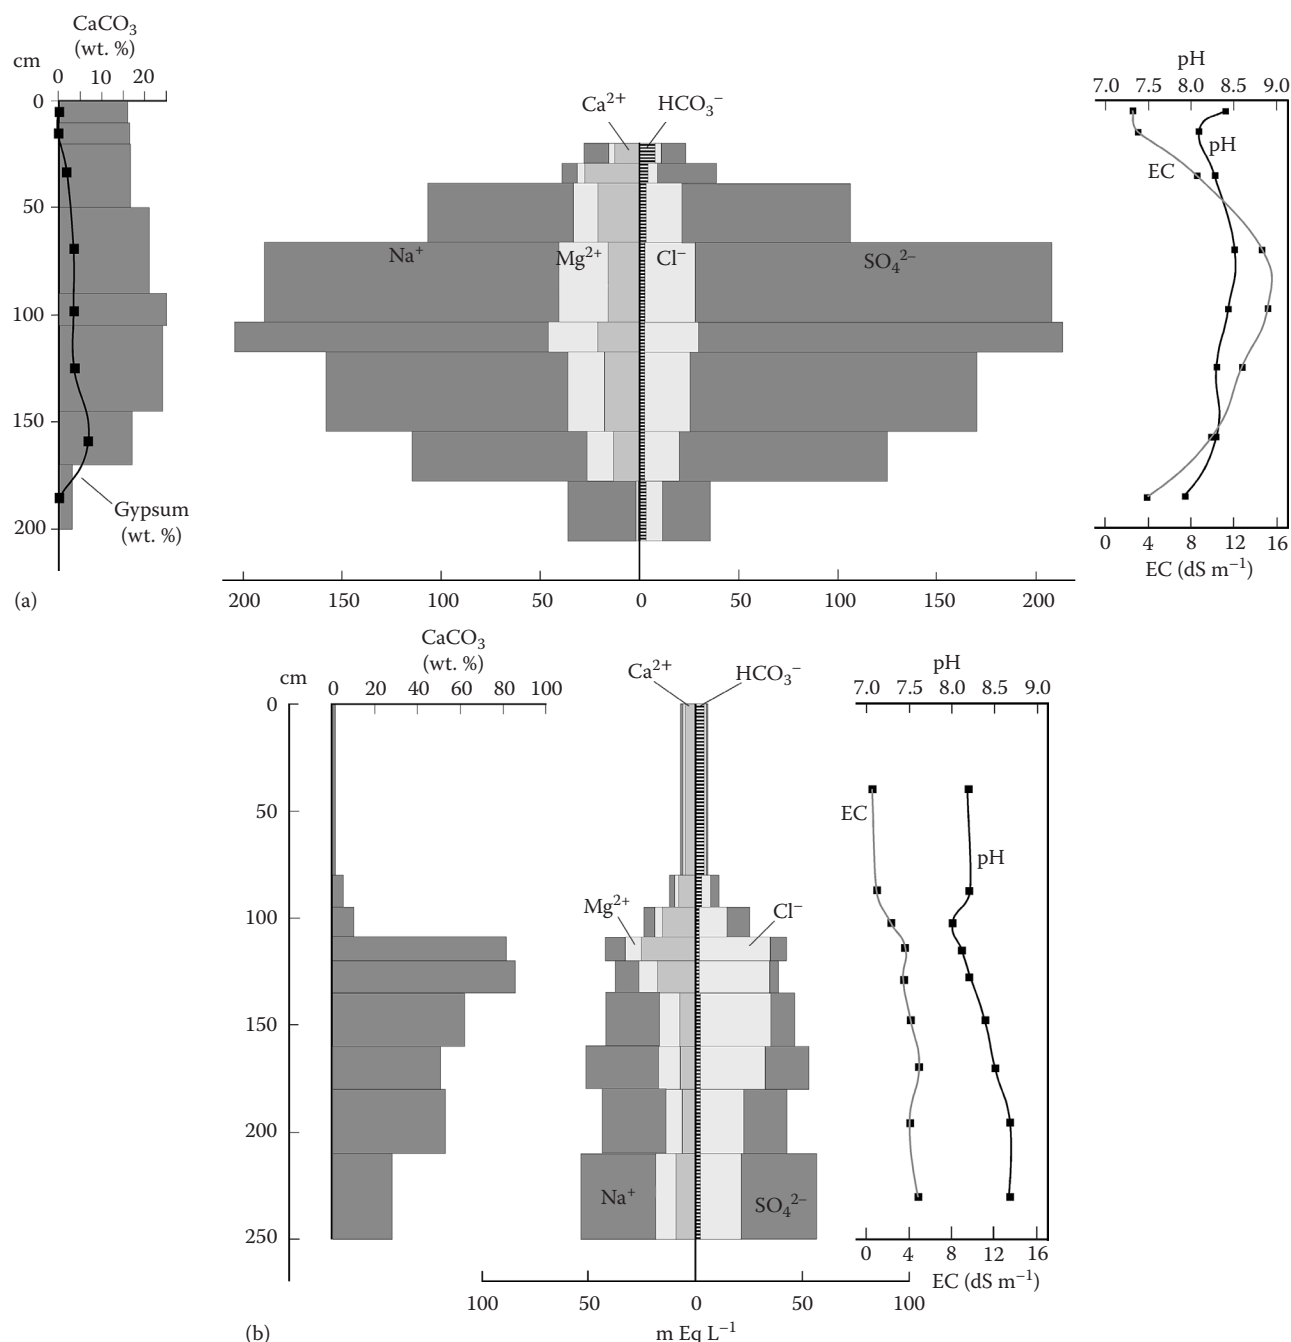 CaCO₃
(wt. %)
cm
0 10 20
0
50
100
150
200
Gypsum
(wt. %)
(a)
Ca²⁺
HCO₃⁻
Na⁺
Mg²⁺
Cl⁻
SO₄²⁻
200 150 100 50 0 50 100 150 200
pH
7.0 7.5 8.0 8.5 9.0
pH
EC
0 4 8 12 16
EC (dS m⁻¹)
CaCO₃
(wt. %)
cm
0 20 40 60 80 100
0
50
100
150
200
250
Ca²⁺
HCO₃⁻
Mg²⁺
Cl⁻
Na⁺
SO₄²⁻
100 50 0 50 100
m Eq L⁻¹
pH
7.0 7.5 8.0 8.5 9.0
EC
pH
0 4 8 12 16
EC (dS m⁻¹)
(b)